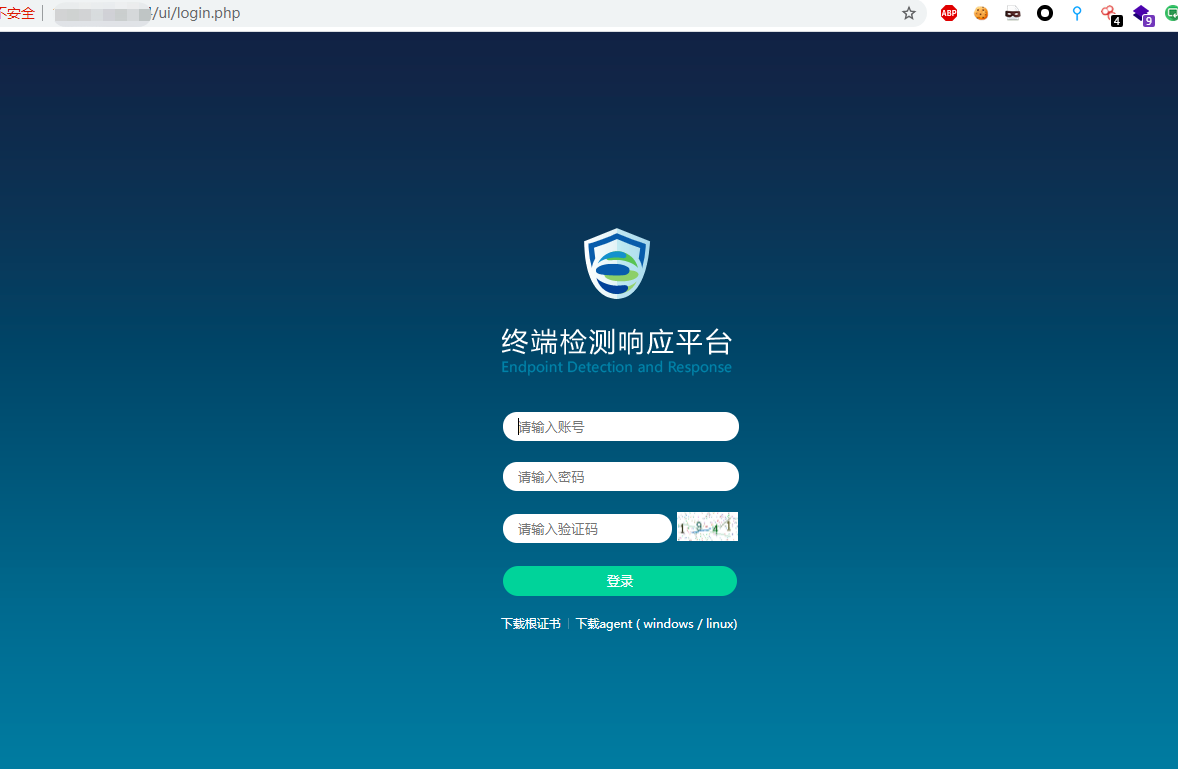 不安全 /ui/login.php
ABP
4
9
终端检测响应平台
Endpoint Detection and Response
请输入账号
请输入密码
请输入验证码
1 9 4 1
登录
下载根证书 | 下载agent ( windows / linux)